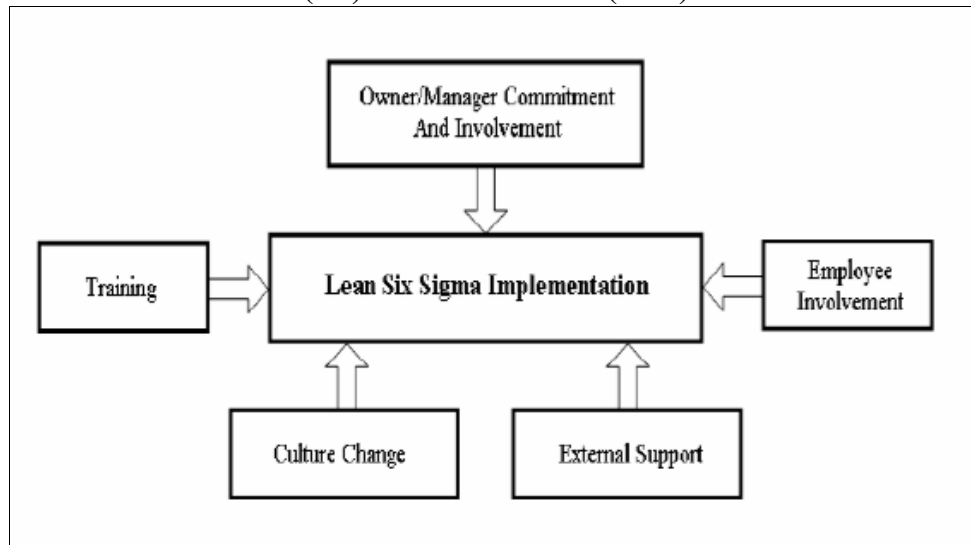 Owner/Manager Commitment
And Involvement
Training
Lean Six Sigma Implementation
Employee
Involvement
Culture Change
External Support